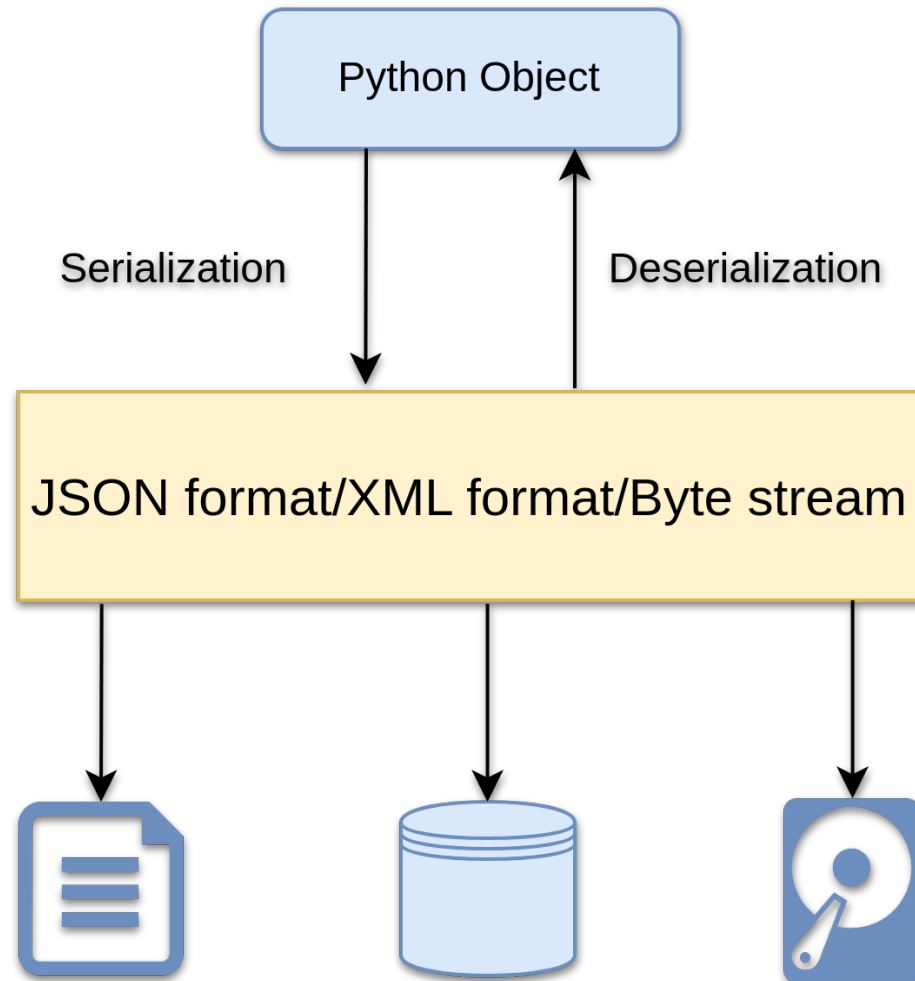 Python Object
Serialization
Deserialization
JSON format/XML format/Byte stream